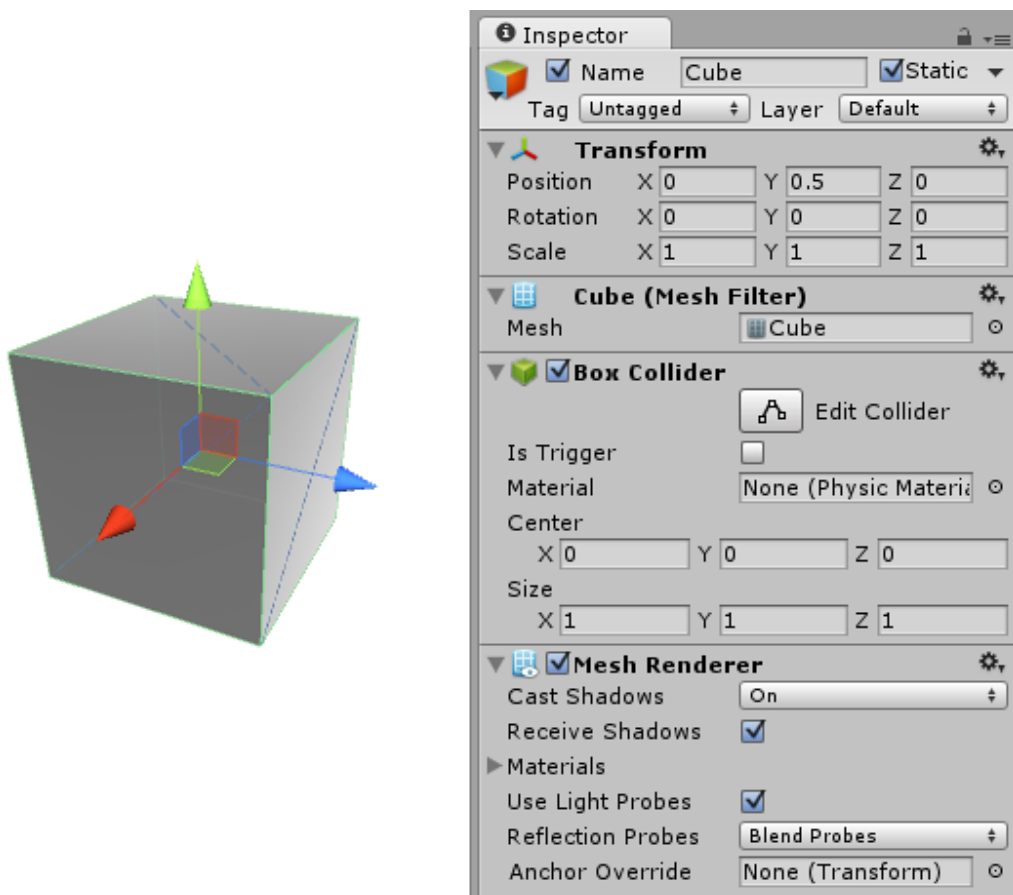 Inspector
Name Cube Static
Tag Untagged Layer Default
Transform
Position X 0 Y 0.5 Z 0
Rotation X 0 Y 0 Z 0
Scale X 1 Y 1 Z 1
Cube (Mesh Filter)
Mesh Cube
Box Collider
Edit Collider
Is Trigger
Material None (Physic Materia
Center
X 0 Y 0 Z 0
Size
X 1 Y 1 Z 1
Mesh Renderer
Cast Shadows On
Receive Shadows
Materials
Use Light Probes
Reflection Probes Blend Probes
Anchor Override None (Transform)